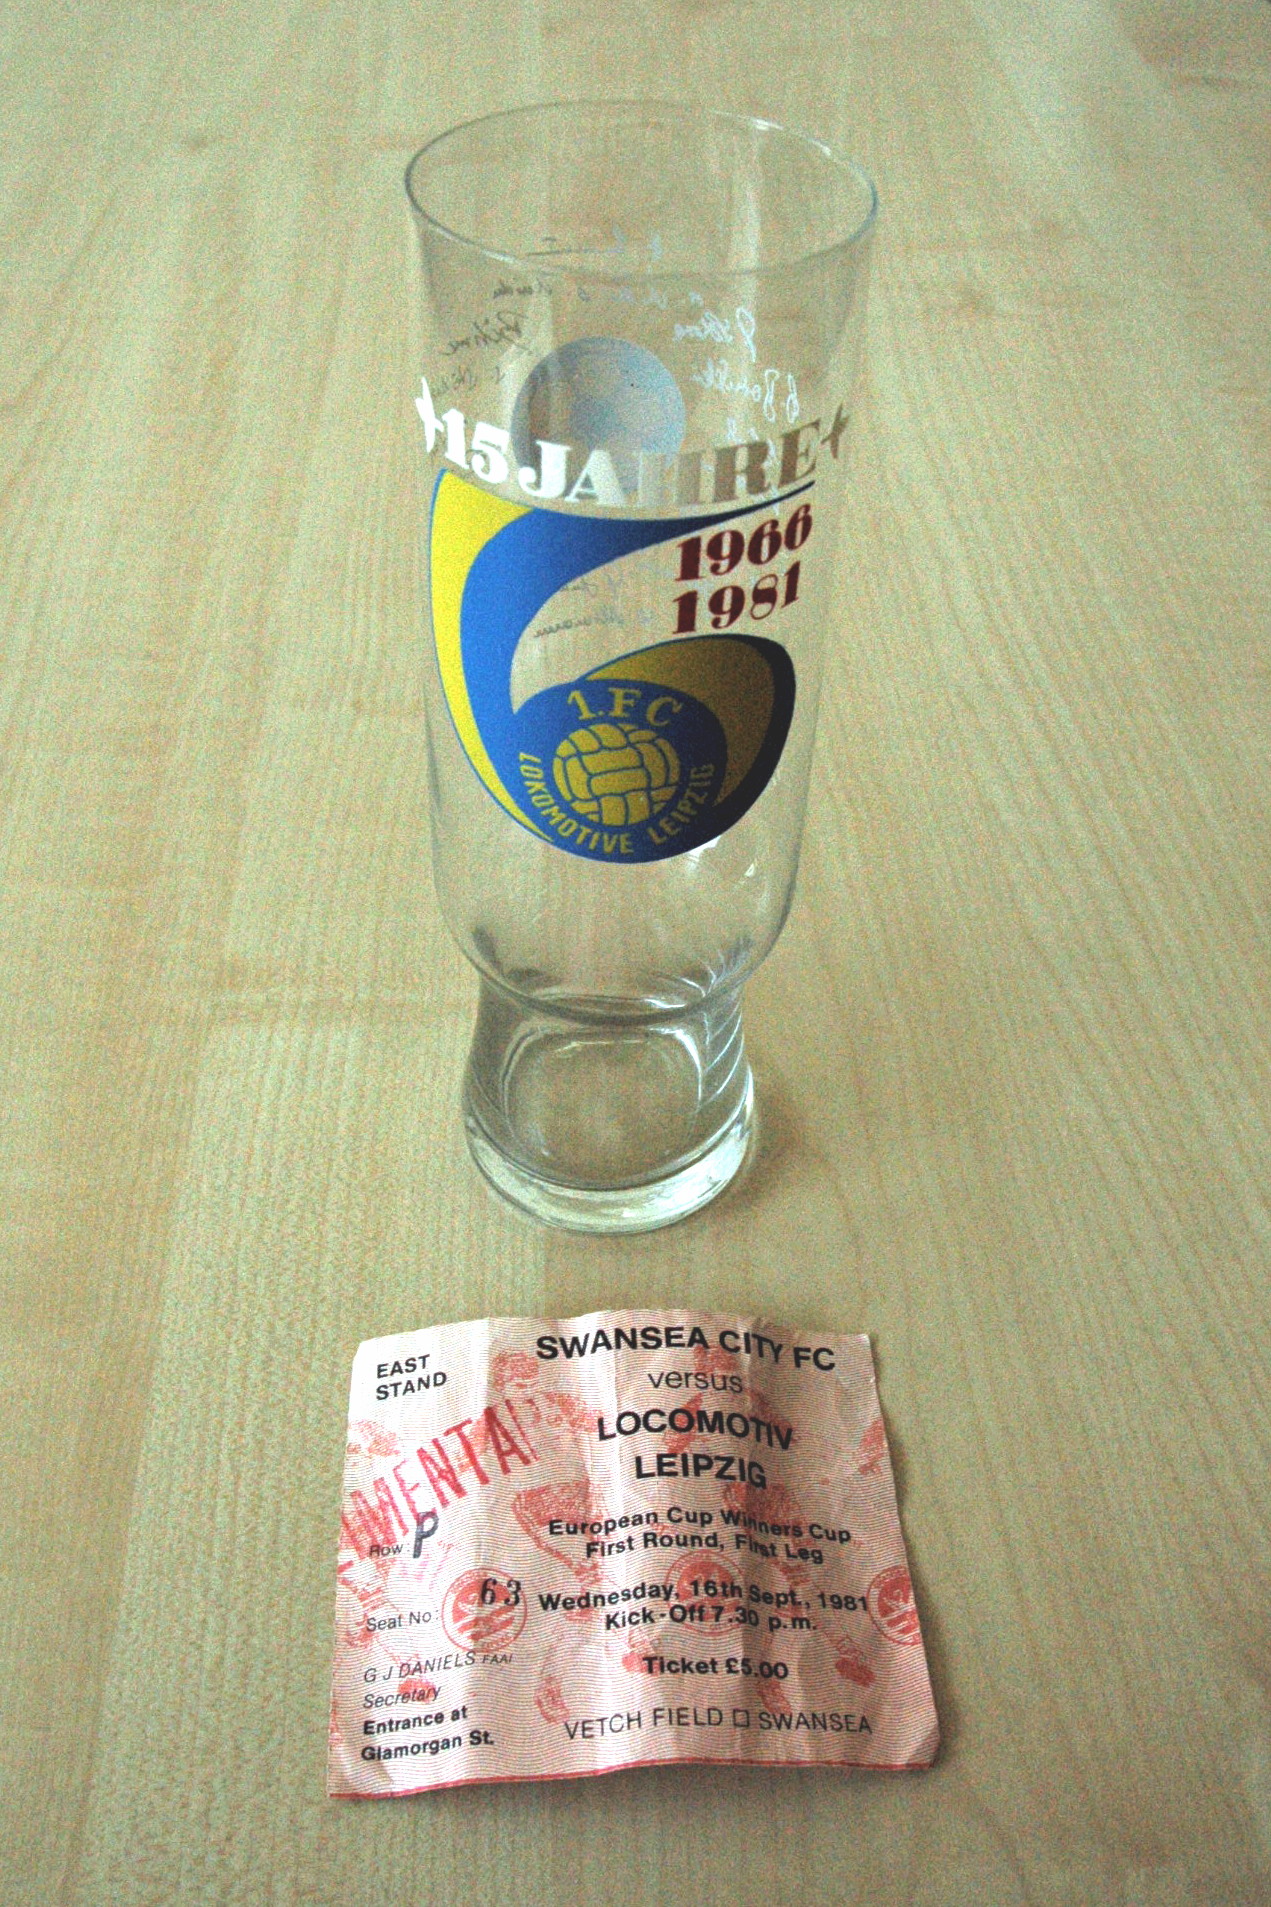 +15 JAHRE+
1966
1981
1.FC
LOKOMOTIVE LEIPZIG
EAST
STAND
SWANSEA CITY FC
versus
LOCOMOTIV
LEIPZIG
European Cup Winners Cup
First Round, First Leg
Row: P
Wednesday, 16th Sept., 1981
Kick-Off 7.30 p.m.
Seat No: 63
Ticket £5.00
G J DANIELS FAAI
Secretary
Entrance at
Glamorgan St.
VETCH FIELD □ SWANSEA